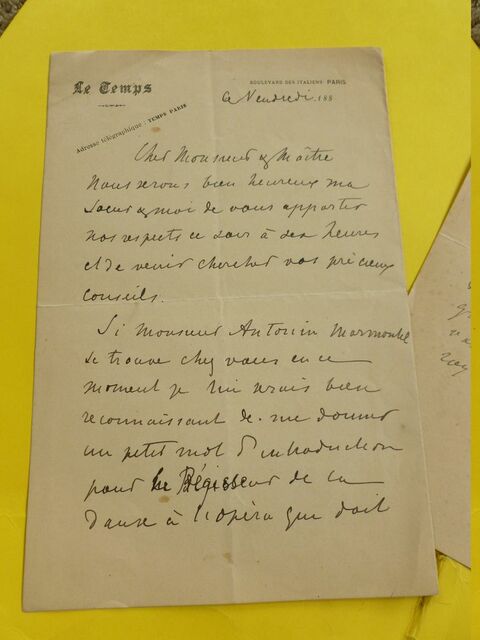 Le Temps
BOULEVARD DES ITALIENS PARIS
Ce Vendredi 188
Adresse télégraphique : TEMPS PARIS
Cher Monsieur & Maître
Nous serons bien heureux ma
soeur & moi de vous apporter
nos respects ce soir à six heures
et de venir chercher vos précieux
conseils.
Si Monsieur Antonin Marmontel
se trouve chez vous en ce
moment je lui serais bien
reconnaissant de me donner
un petit mot d'introduction
pour le Régisseur de la
Danse à l'opéra qui doit